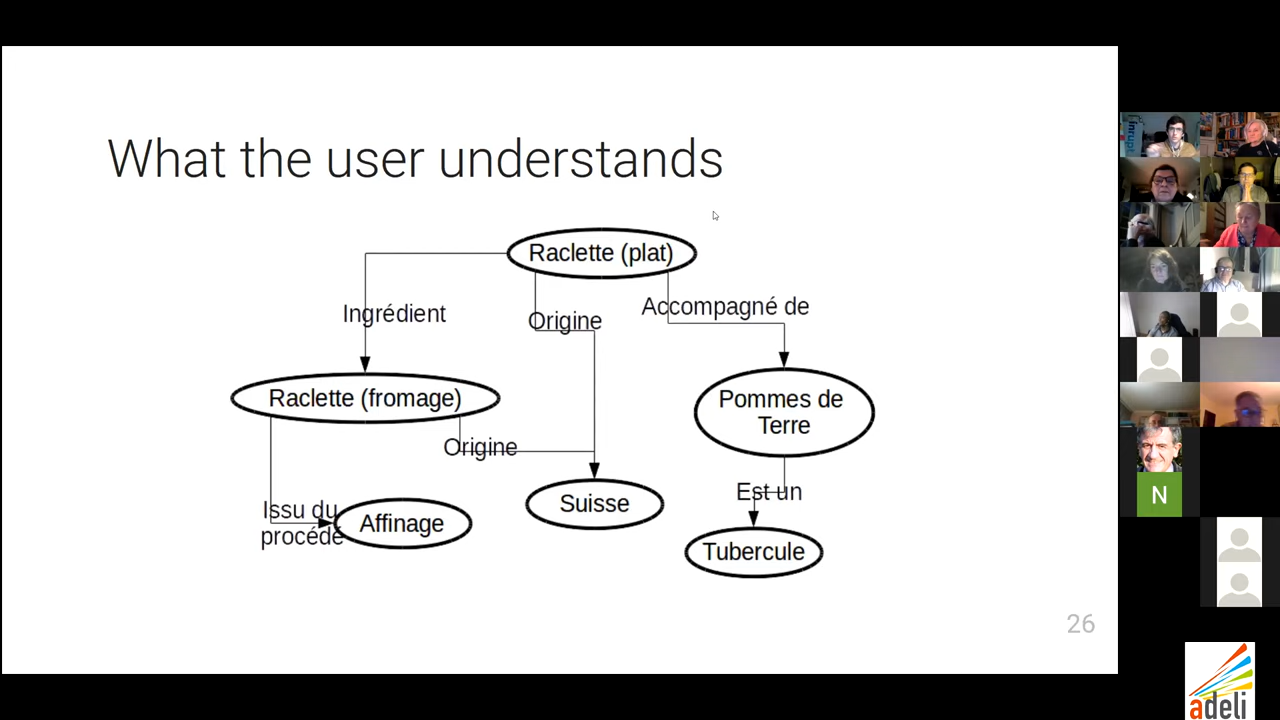 What the user understands
Raclette (plat)
Ingrédient
Origine
Accompagné de
Raclette (fromage)
Pommes de
Terre
Origine
Issu du
procédé
Affinage
Suisse
Est un
Tubercule
26
inrupt
N
adeli